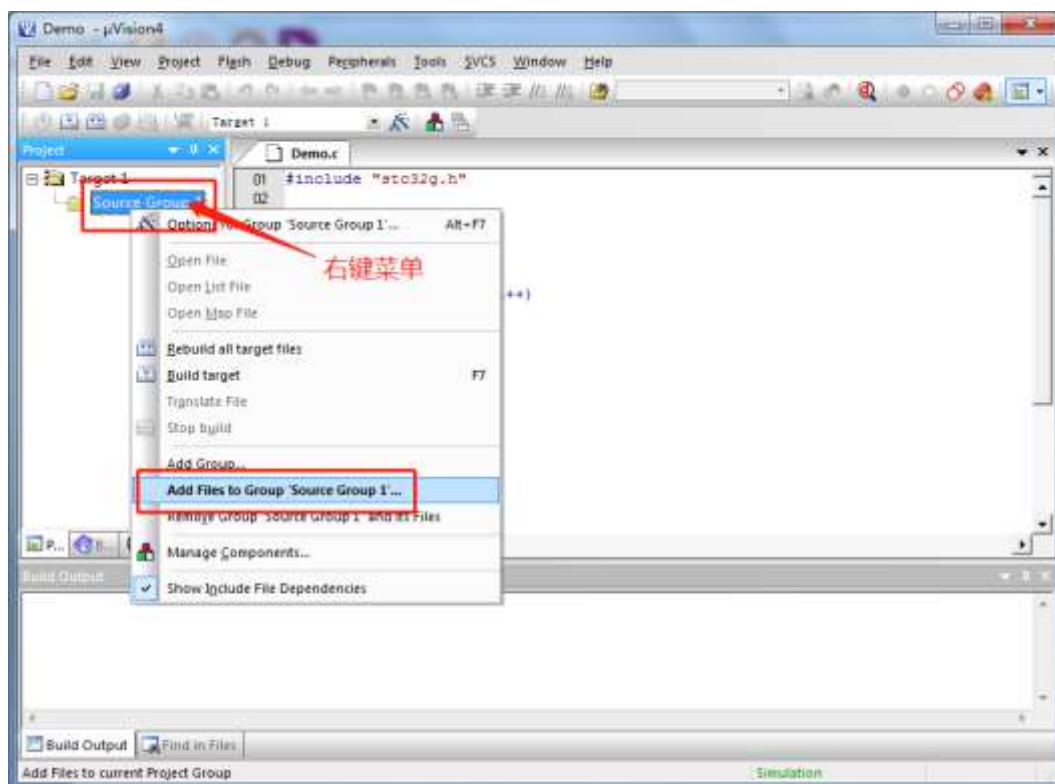 Demo - µVision4
File Edit View Project Flash Debug Peripherals Tools SVCS Window Help
Target 1
Project
Demo.c
Target 1
01 #include "stc32g.h"
Source Group
02
Options for Group 'Source Group 1'... Alt+F7
右键菜单
Open File
Open List File
++)
Open Map File
Rebuild all target files
Build target F7
Translate File
Stop build
Add Group...
Add Files to Group 'Source Group 1'...
Remove Group 'Source Group 1' and its Files
P... B...
Manage Components...
Build Output
Show Include File Dependencies
Build Output Find in Files
Add Files to current Project Group Simulation